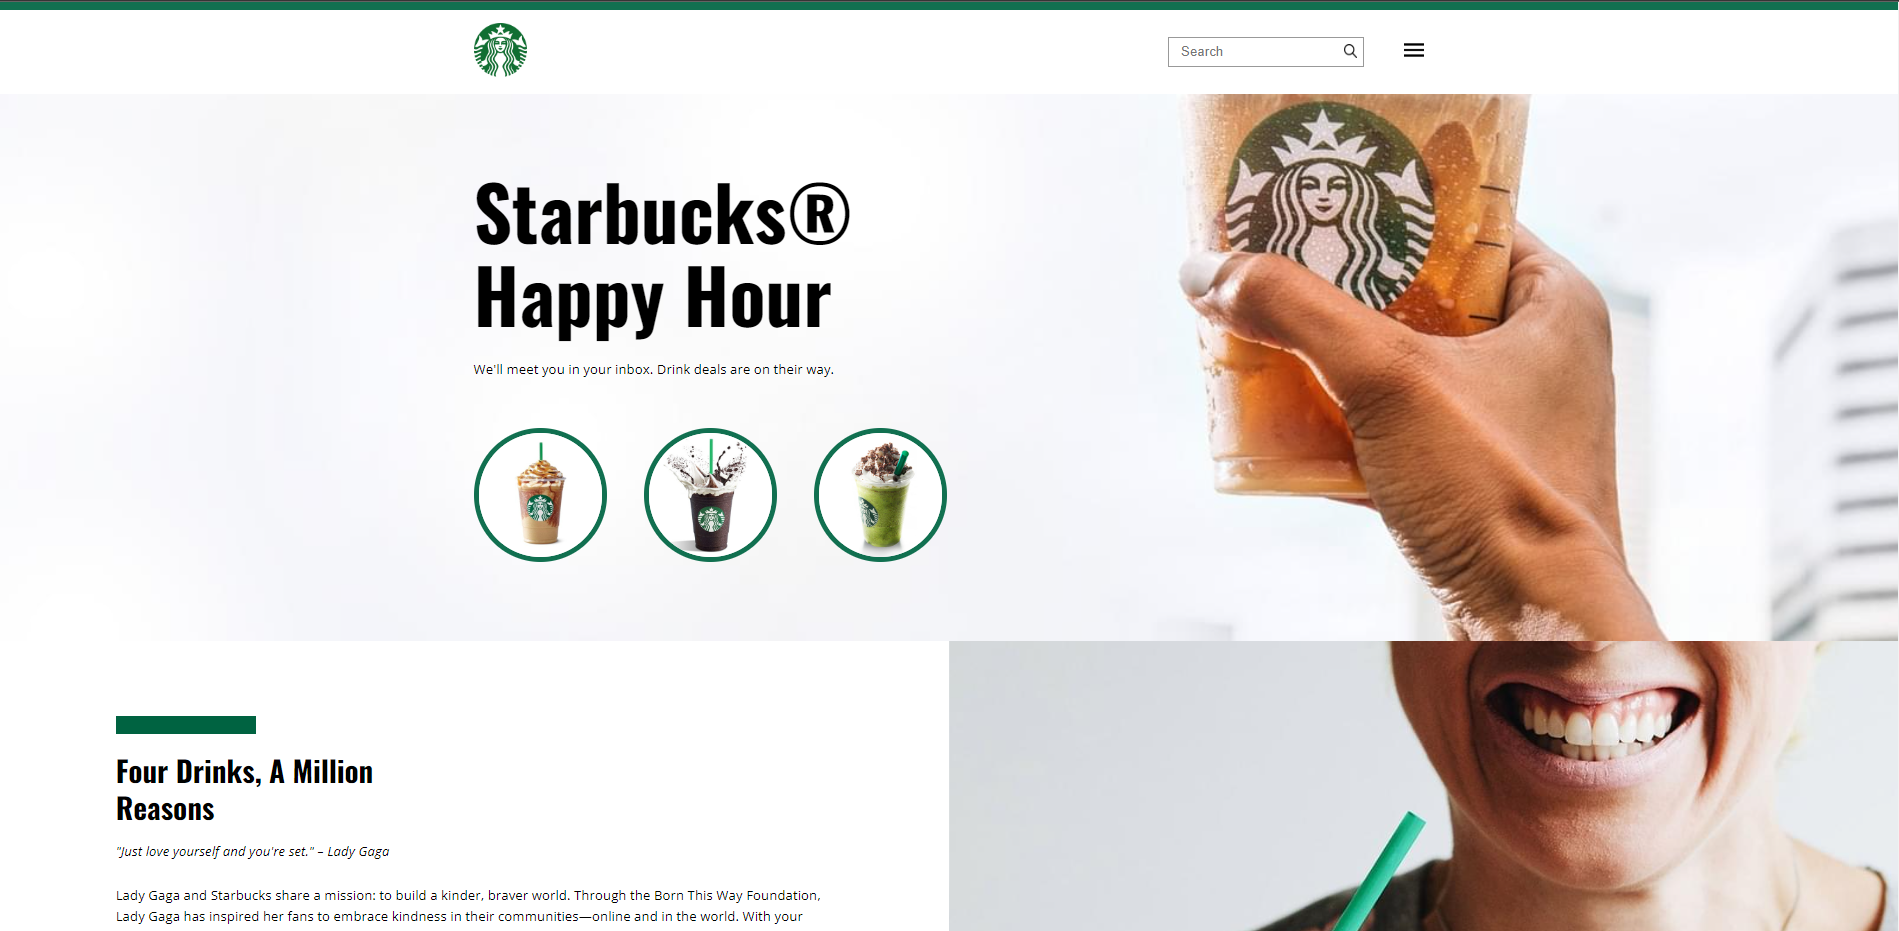 Search
Starbucks®
Happy Hour
We'll meet you in your inbox. Drink deals are on their way.
Four Drinks, A Million
Reasons
"Just love yourself and you're set." – Lady Gaga
Lady Gaga and Starbucks share a mission: to build a kinder, braver world. Through the Born This Way Foundation,
Lady Gaga has inspired her fans to embrace kindness in their communities—online and in the world. With your